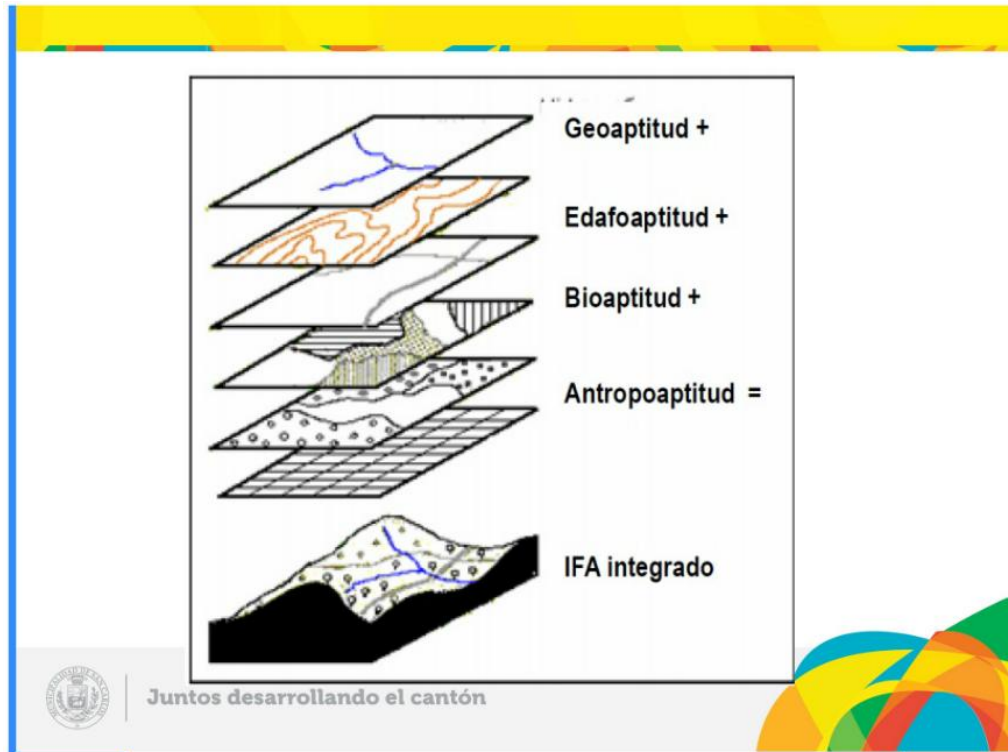 Geoaptitud +
Edafoaptitud +
Bioaptitud +
Antropoaptitud =
IFA integrado
Juntos desarrollando el cantón